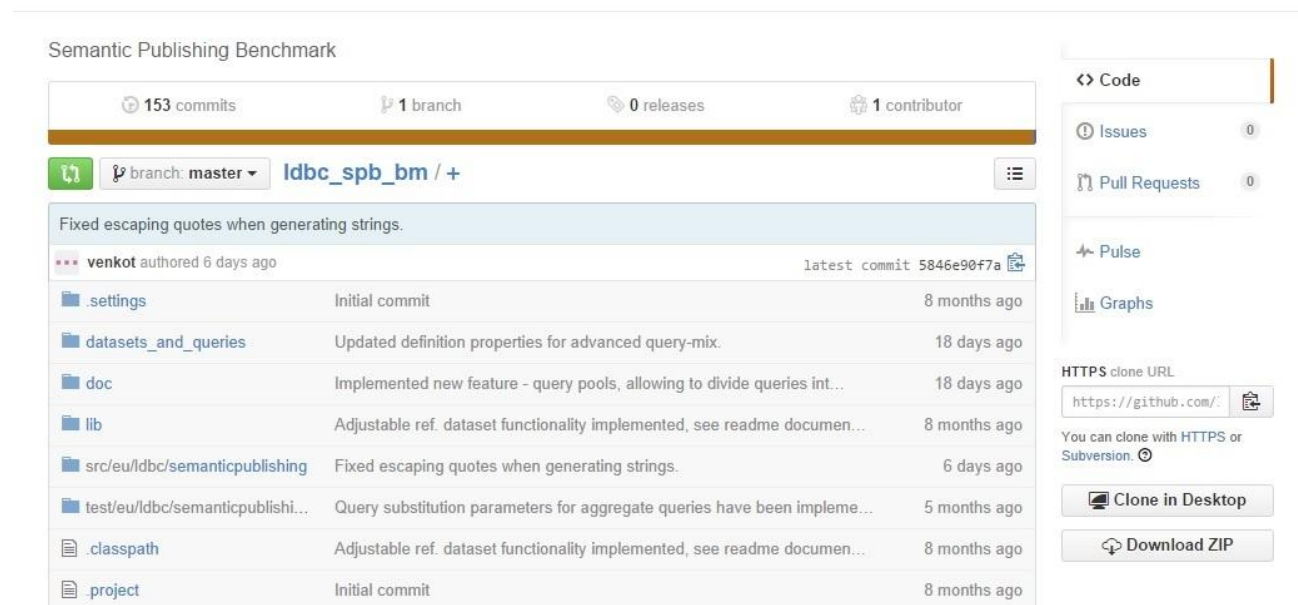 Semantic Publishing Benchmark
153 commits 1 branch 0 releases 1 contributor
branch: master ldbc_spb_bm / +
Fixed escaping quotes when generating strings.
venkot authored 6 days ago latest commit 5846e90f7a
.settings Initial commit 8 months ago
datasets_and_queries Updated definition properties for advanced query-mix. 18 days ago
doc Implemented new feature - query pools, allowing to divide queries int... 18 days ago
lib Adjustable ref. dataset functionality implemented, see readme documen... 8 months ago
src/eu/ldbc/semanticpublishing Fixed escaping quotes when generating strings. 6 days ago
test/eu/ldbc/semanticpublishi... Query substitution parameters for aggregate queries have been impleme... 5 months ago
.classpath Adjustable ref. dataset functionality implemented, see readme documen... 8 months ago
.project Initial commit 8 months ago
Code
Issues 0
Pull Requests 0
Pulse
Graphs
HTTPS clone URL
https://github.com/
You can clone with HTTPS or
Subversion.
Clone in Desktop
Download ZIP